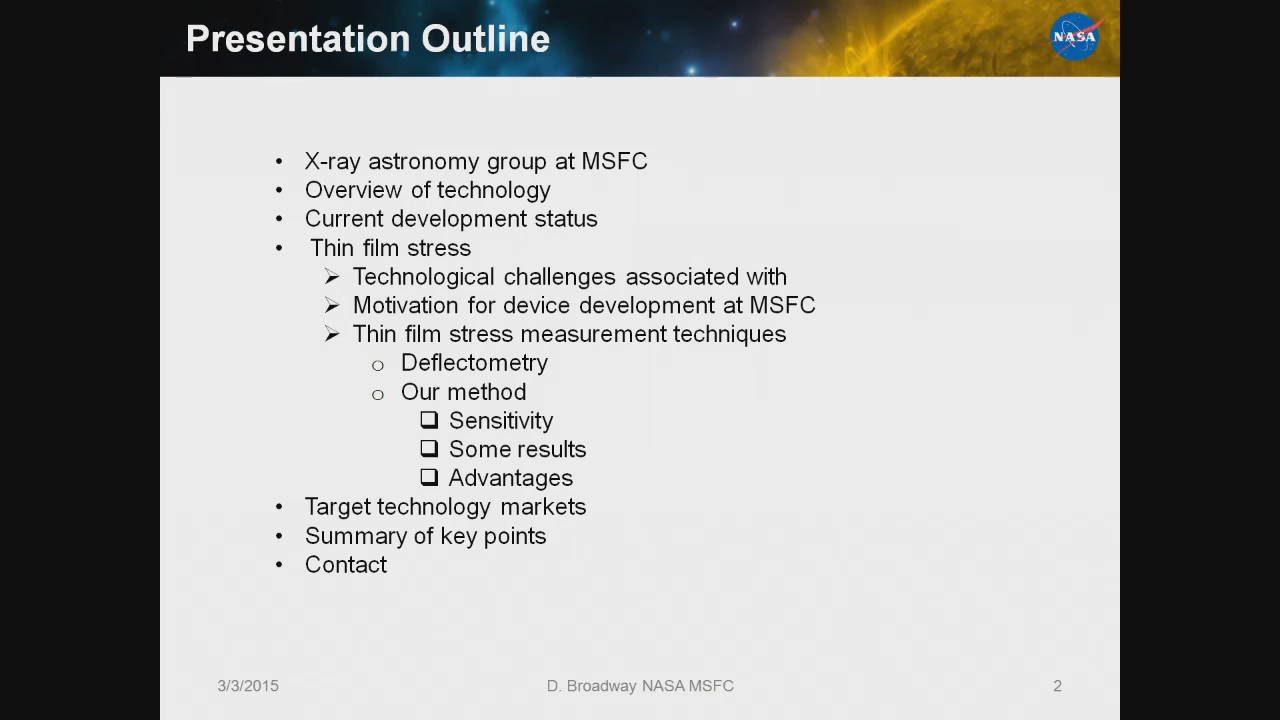 Presentation Outline
NASA
• X-ray astronomy group at MSFC
• Overview of technology
• Current development status
• Thin film stress
➢ Technological challenges associated with
➢ Motivation for device development at MSFC
➢ Thin film stress measurement techniques
o Deflectometry
o Our method
❑ Sensitivity
❑ Some results
❑ Advantages
• Target technology markets
• Summary of key points
• Contact
3/3/2015
D. Broadway NASA MSFC
2